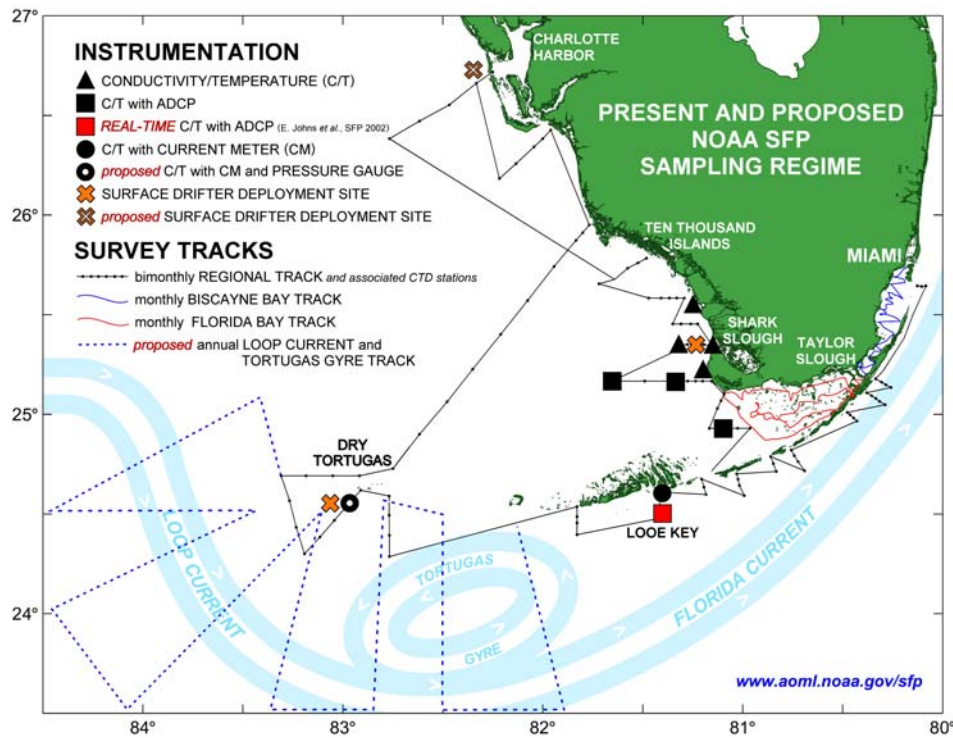 27°
26°
25°
24°
84°
83°
82°
81°
80°
INSTRUMENTATION
CONDUCTIVITY/TEMPERATURE (C/T)
C/T with ADCP
REAL-TIME C/T with ADCP (E. Johns et al., SFP 2002)
C/T with CURRENT METER (CM)
proposed C/T with CM and PRESSURE GAUGE
SURFACE DRIFTER DEPLOYMENT SITE
proposed SURFACE DRIFTER DEPLOYMENT SITE
SURVEY TRACKS
bimonthly REGIONAL TRACK and associated CTD stations
monthly BISCAYNE BAY TRACK
monthly FLORIDA BAY TRACK
proposed annual LOOP CURRENT and
TORTUGAS GYRE TRACK
CHARLOTTE
HARBOR
PRESENT AND PROPOSED
NOAA SFP
SAMPLING REGIME
TEN THOUSAND
ISLANDS
MIAMI
SHARK
SLOUGH
TAYLOR
SLOUGH
DRY
TORTUGAS
LOOE KEY
LOOP CURRENT
TORTUGAS
GYRE
FLORIDA CURRENT
www.aoml.noaa.gov/sfp